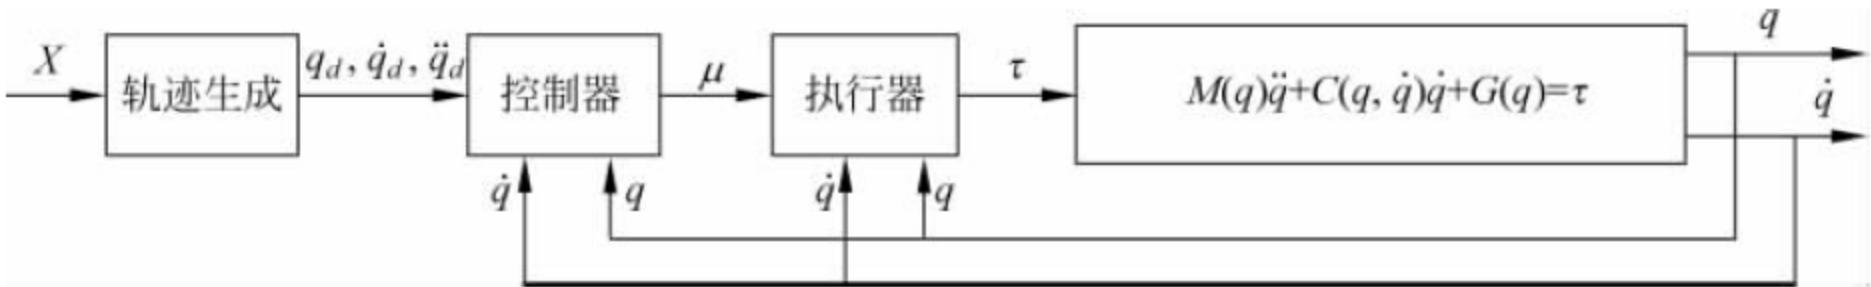 X
轨迹生成
q_d, q̇_d, q̈_d
控制器
μ
执行器
τ
M(q)q̈+C(q, q̇)q̇+G(q)=τ
q
q̇
q̇
q
q̇
q